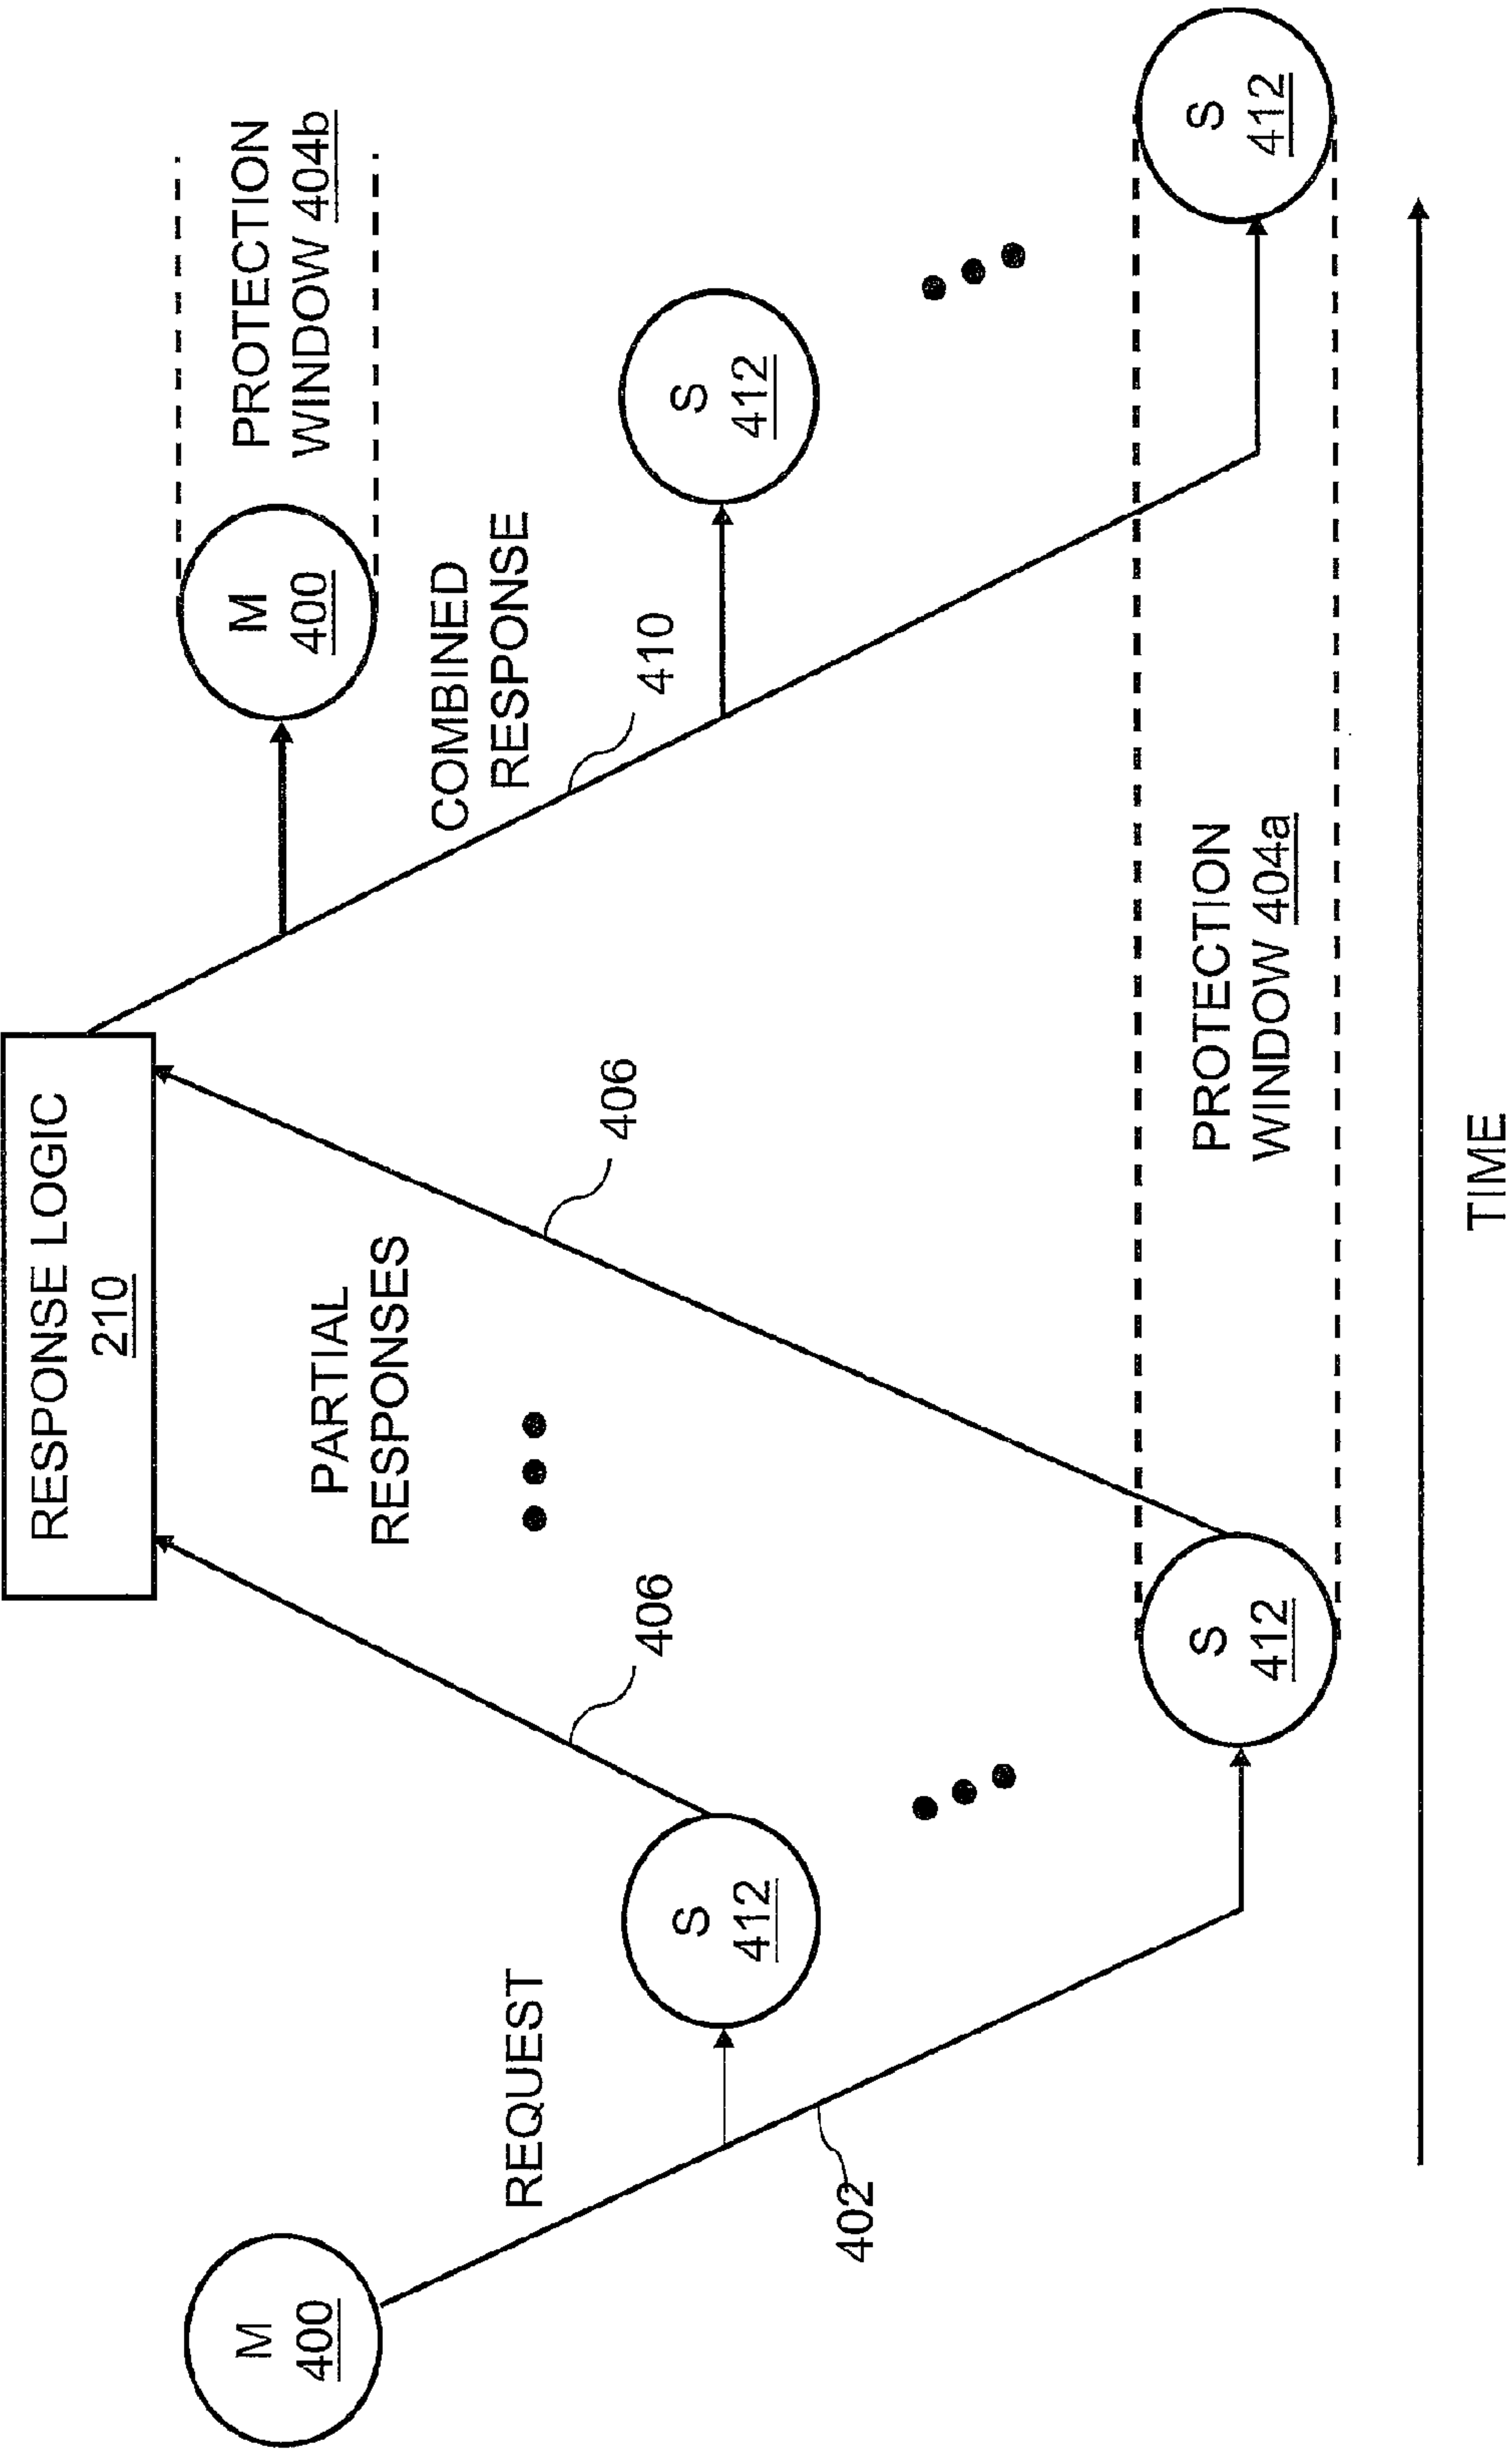 RESPONSE LOGIC
210
M
400
REQUEST
402
S
412
406
PARTIAL
RESPONSES
406
S
412
COMBINED
RESPONSE
410
M
400
PROTECTION
WINDOW 404b
S
412
S
412
PROTECTION
WINDOW 404a
TIME